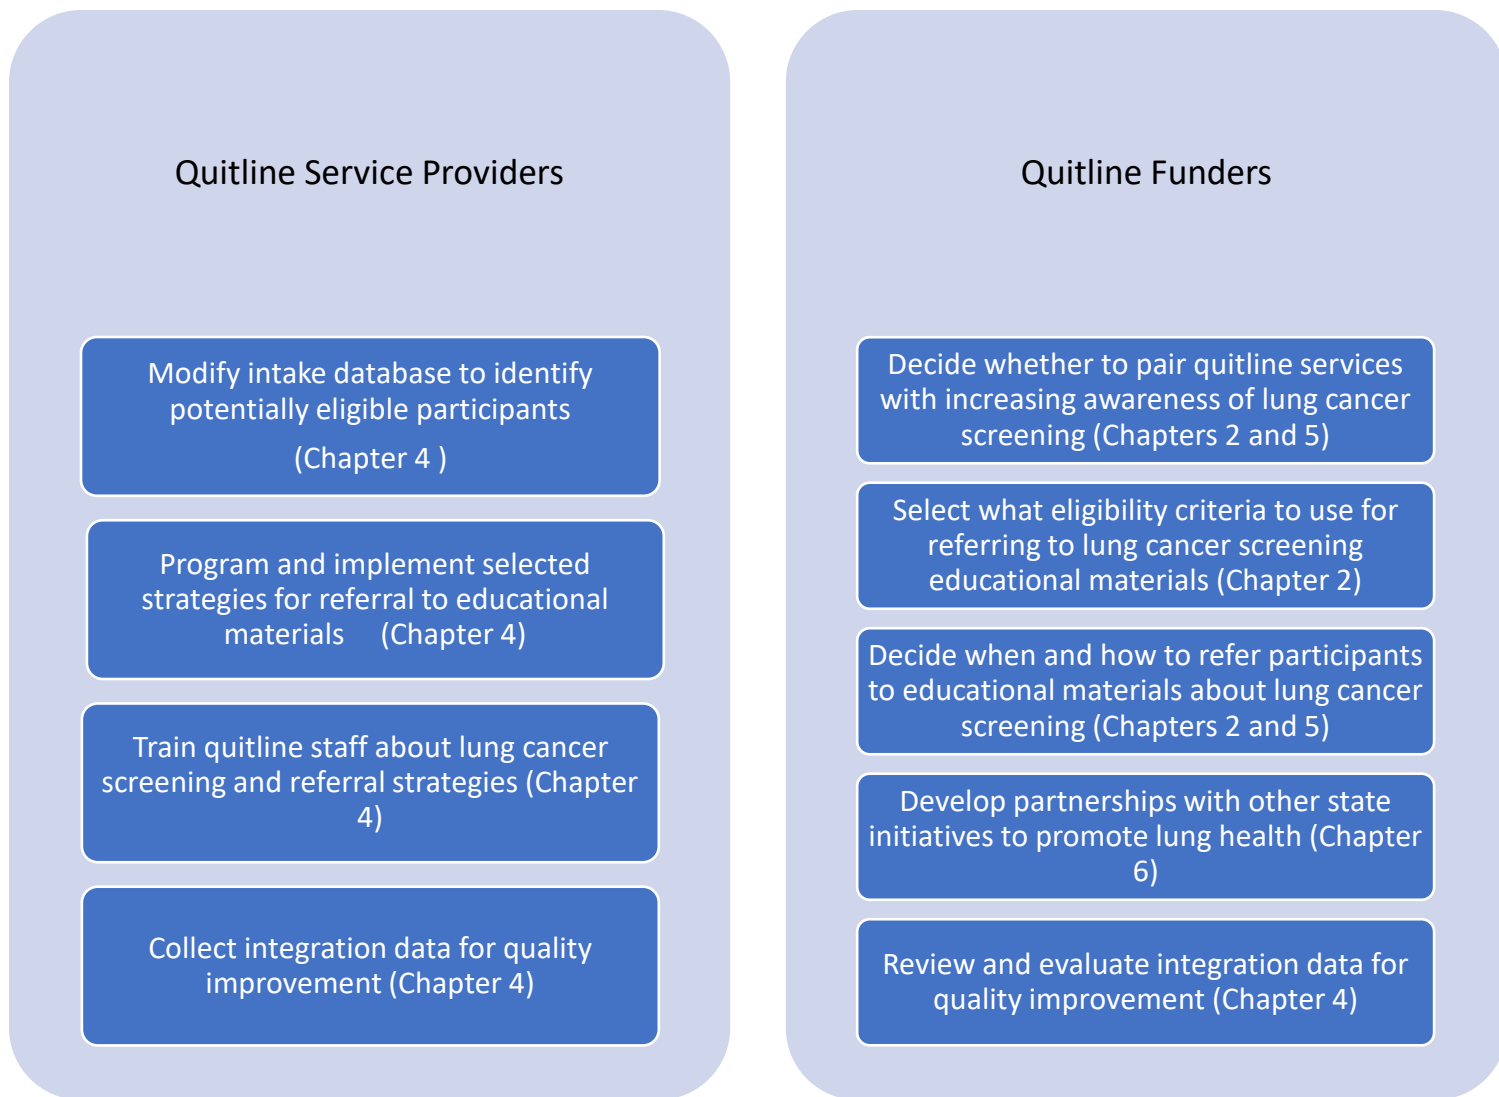 Quitline Service Providers
Modify intake database to identify
potentially eligible participants
(Chapter 4 )
Program and implement selected
strategies for referral to educational
materials (Chapter 4)
Train quitline staff about lung cancer
screening and referral strategies (Chapter
4)
Collect integration data for quality
improvement (Chapter 4)
Quitline Funders
Decide whether to pair quitline services
with increasing awareness of lung cancer
screening (Chapters 2 and 5)
Select what eligibility criteria to use for
referring to lung cancer screening
educational materials (Chapter 2)
Decide when and how to refer participants
to educational materials about lung cancer
screening (Chapters 2 and 5)
Develop partnerships with other state
initiatives to promote lung health (Chapter
6)
Review and evaluate integration data for
quality improvement (Chapter 4)